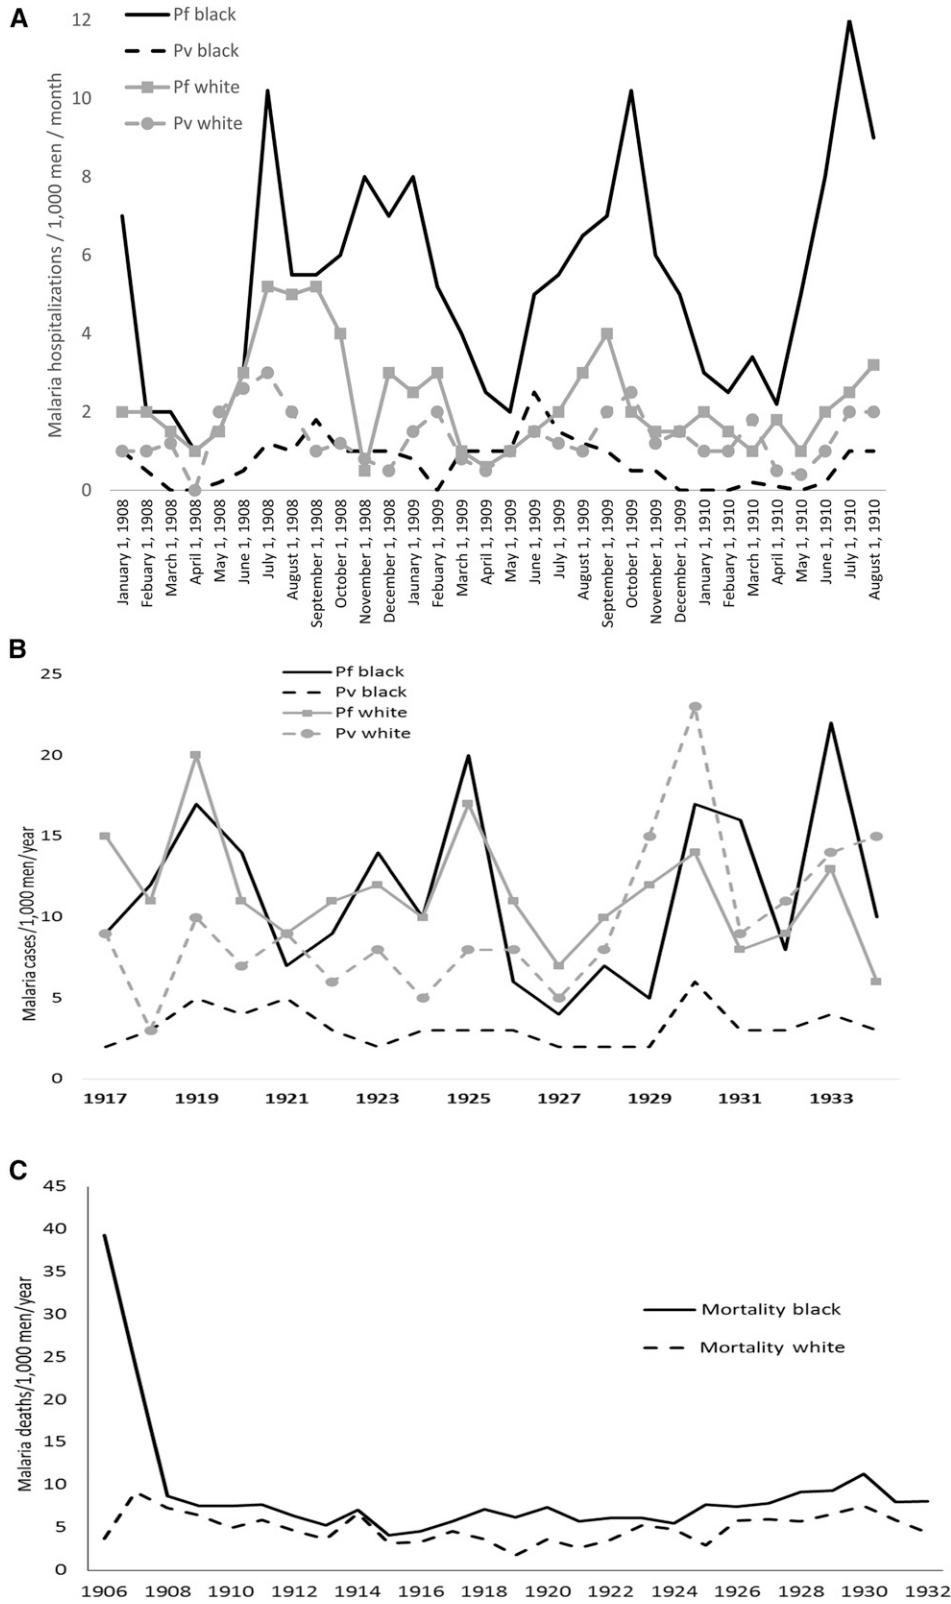 A
Pf black
Pv black
Pf white
Pv white
Malaria hospitalizations / 1,000 men / month
12
10
8
6
4
2
0
January 1, 1908
Febuary 1, 1908
March 1, 1908
April 1, 1908
May 1, 1908
June 1, 1908
July 1, 1908
August 1, 1908
September 1, 1908
October 1, 1908
November 1, 1908
December 1, 1908
Jaunary 1, 1909
Febuary 1, 1909
March 1, 1909
April 1, 1909
May 1, 1909
June 1, 1909
July 1, 1909
August 1, 1909
September 1, 1909
October 1, 1909
November 1, 1909
December 1, 1909
January 1, 1910
Febuary 1, 1910
March 1, 1910
April 1, 1910
May 1, 1910
June 1, 1910
July 1, 1910
August 1, 1910
B
Pf black
Pv black
Pf white
Pv white
Malaria cases/1,000 men/year
25
20
15
10
5
0
1917 1919 1921 1923 1925 1927 1929 1931 1933
C
Mortality black
Mortality white
Malaria deaths/1,000 men/year
45
40
35
30
25
20
15
10
5
0
1906 1908 1910 1912 1914 1916 1918 1920 1922 1924 1926 1928 1930 1932